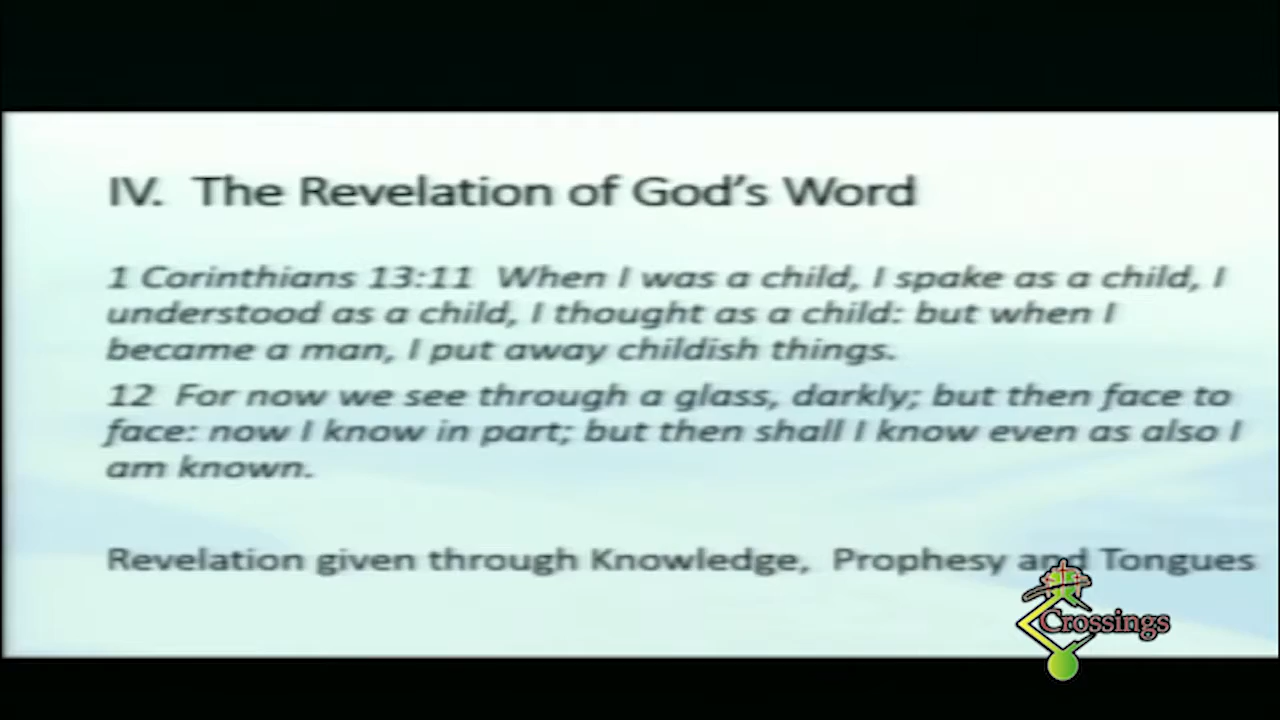 IV.  The Revelation of God's Word
1 Corinthians 13:11  When I was a child, I spake as a child, I
understood as a child, I thought as a child: but when I
became a man, I put away childish things.
12  For now we see through a glass, darkly; but then face to
face: now I know in part; but then shall I know even as also I
am known.
Revelation given through Knowledge,  Prophesy and Tongues
Crossings